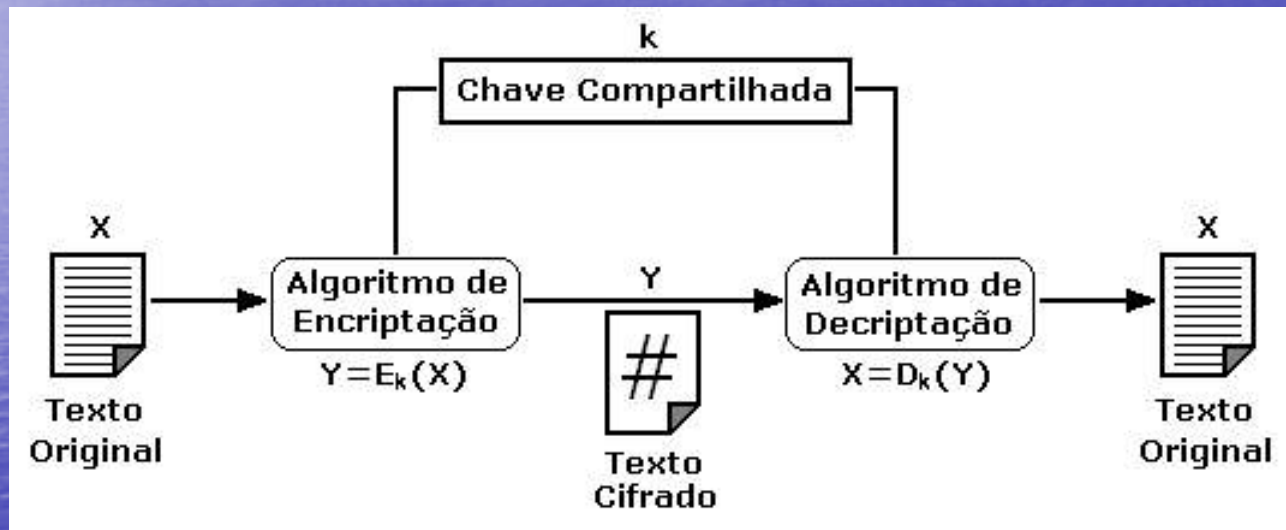 k
Chave Compartilhada
X
Texto
Original
Algoritmo de
Encriptação
Y=Eₖ(X)
Y
#
Texto
Cifrado
Algoritmo de
Decriptação
X=Dₖ(Y)
X
Texto
Original